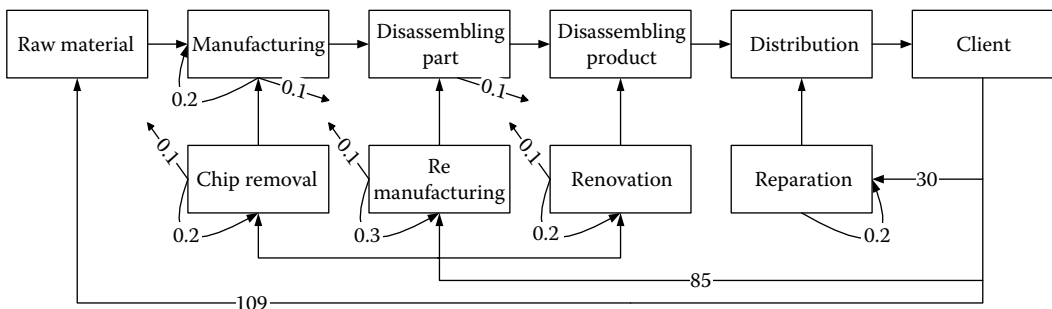 Raw material
Manufacturing
Disassembling
part
Disassembling
product
Distribution
Client
0.2
0.1
0.1
0.1
0.1
0.1
Chip removal
Re
manufacturing
Renovation
Reparation
30
0.2
0.3
0.2
0.2
85
109